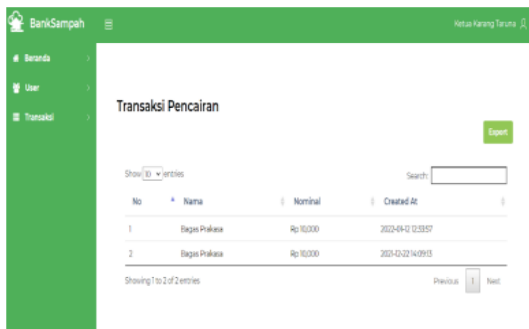 BankSampah
Ketua Karang Taruna
Beranda
User
Transaksi
Transaksi Pencairan
Export
Show 10 entries
Search:
No Nama Nominal Created At
1 Bagas Prakasa Rp 10,000 2022-01-12 12:33:57
2 Bagas Prakasa Rp 10,000 2021-12-22 14:09:13
Showing 1 to 2 of 2 entries
Previous 1 Next